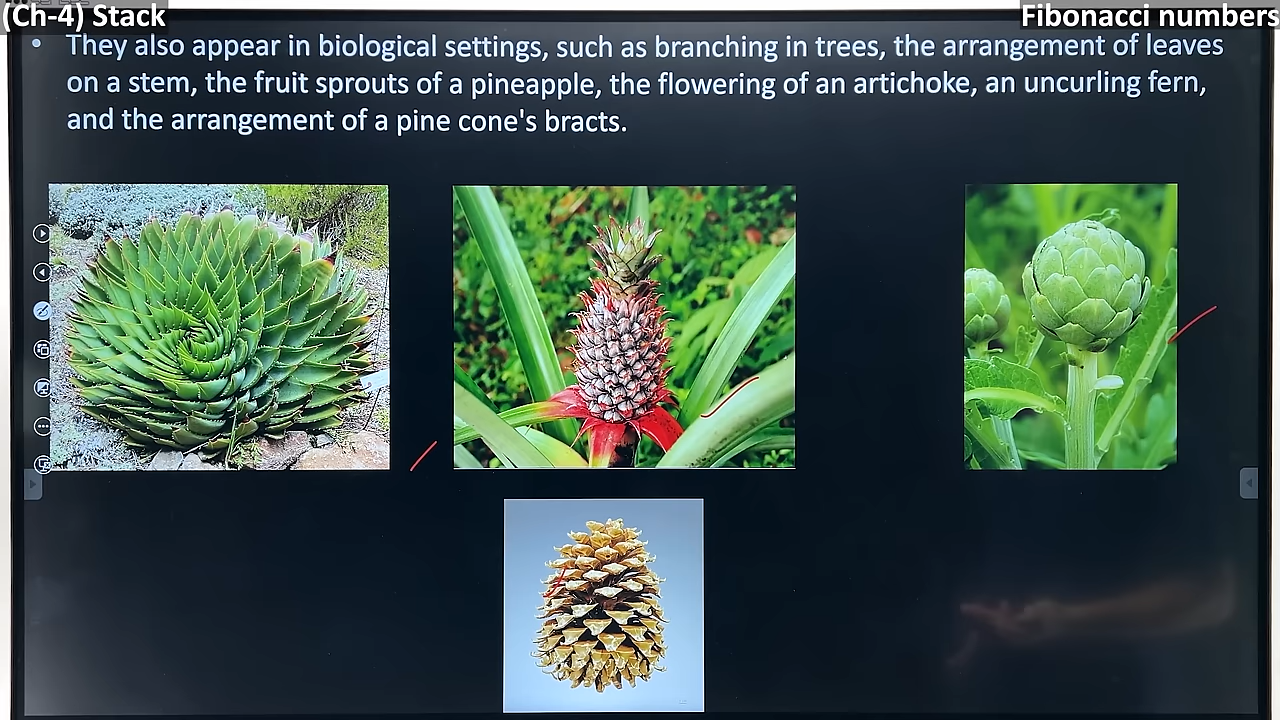 (Ch-4) Stack
Fibonacci numbers
• They also appear in biological settings, such as branching in trees, the arrangement of leaves
on a stem, the fruit sprouts of a pineapple, the flowering of an artichoke, an uncurling fern,
and the arrangement of a pine cone's bracts.